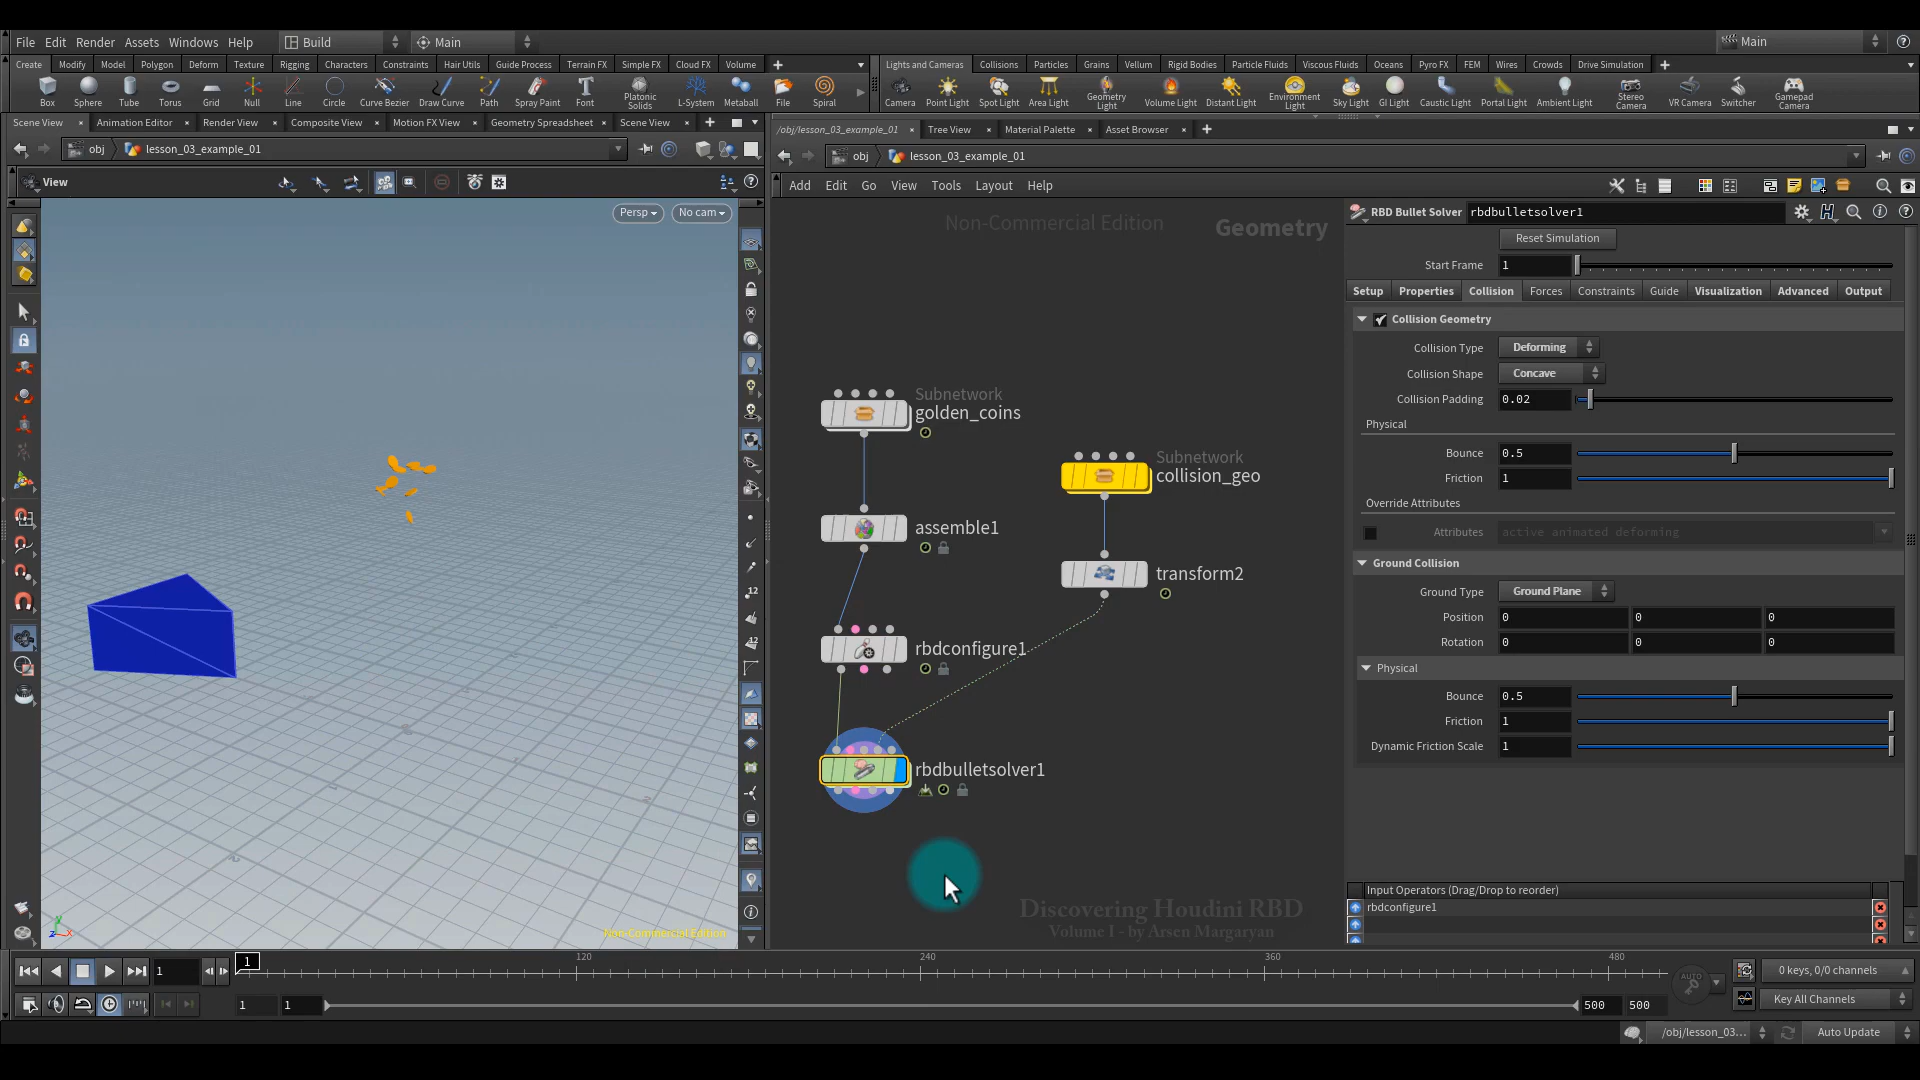 File Edit Render Assets Windows Help Build Main Main
Create Modify Model Polygon Deform Texture Rigging Characters Constraints Hair Utils Guide Process Terrain FX Simple FX Cloud FX Volume
Lights and Cameras Collisions Particles Grains Vellum Rigid Bodies Particle Fluids Viscous Fluids Oceans Pyro FX FEM Wires Crowds Drive Simulation
Box Sphere Tube Torus Grid Null Line Circle Curve Bezier Draw Curve Path Spray Paint Font Platonic Solids L-System Metaball File Spiral
Camera Point Light Spot Light Area Light Geometry Light Volume Light Distant Light Environment Light Sky Light GI Light Caustic Light Portal Light Ambient Light Stereo Camera VR Camera Switcher Gamepad Camera
Scene View Animation Editor Render View Composite View Motion FX View Geometry Spreadsheet Scene View
/obj/lesson_03_example_01 Tree View Material Palette Asset Browser
obj lesson_03_example_01
obj lesson_03_example_01
View
Persp No cam
Non-Commercial Edition
Add Edit Go View Tools Layout Help
Non-Commercial Edition
Geometry
Subnetwork
golden_coins
Subnetwork
collision_geo
assemble1
transform2
rbdconfigure1
rbdbulletsolver1
Discovering Houdini RBD
Volume I - by Arsen Margaryan
RBD Bullet Solver rbdbulletsolver1
Reset Simulation
Start Frame 1
Setup Properties Collision Forces Constraints Guide Visualization Advanced Output
Collision Geometry
Collision Type Deforming
Collision Shape Concave
Collision Padding 0.02
Physical
Bounce 0.5
Friction 1
Override Attributes
Attributes active animated deforming
Ground Collision
Ground Type Ground Plane
Position 0 0 0
Rotation 0 0 0
Physical
Bounce 0.5
Friction 1
Dynamic Friction Scale 1
Input Operators (Drag/Drop to reorder)
rbdconfigure1
1 1 120 240 360 480
0 keys, 0/0 channels
1 1 500 500
Key All Channels
/obj/lesson_03... Auto Update